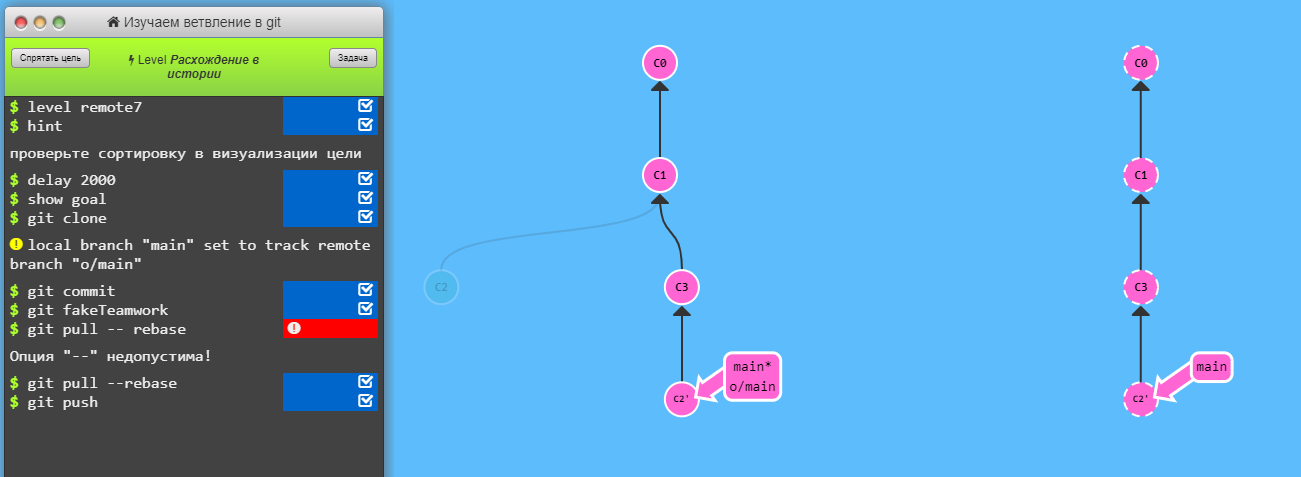 Изучаем ветвление в git
Спрятать цель
Level Расхождение в
истории
Задача
$ level remote7
$ hint
проверьте сортировку в визуализации цели
$ delay 2000
$ show goal
$ git clone
local branch "main" set to track remote
branch "o/main"
$ git commit
$ git fakeTeamwork
$ git pull -- rebase
Опция "--" недопустима!
$ git pull --rebase
$ git push
C0
C1
C2
C3
main*
o/main
C2'
C0
C1
C3
main
C2'